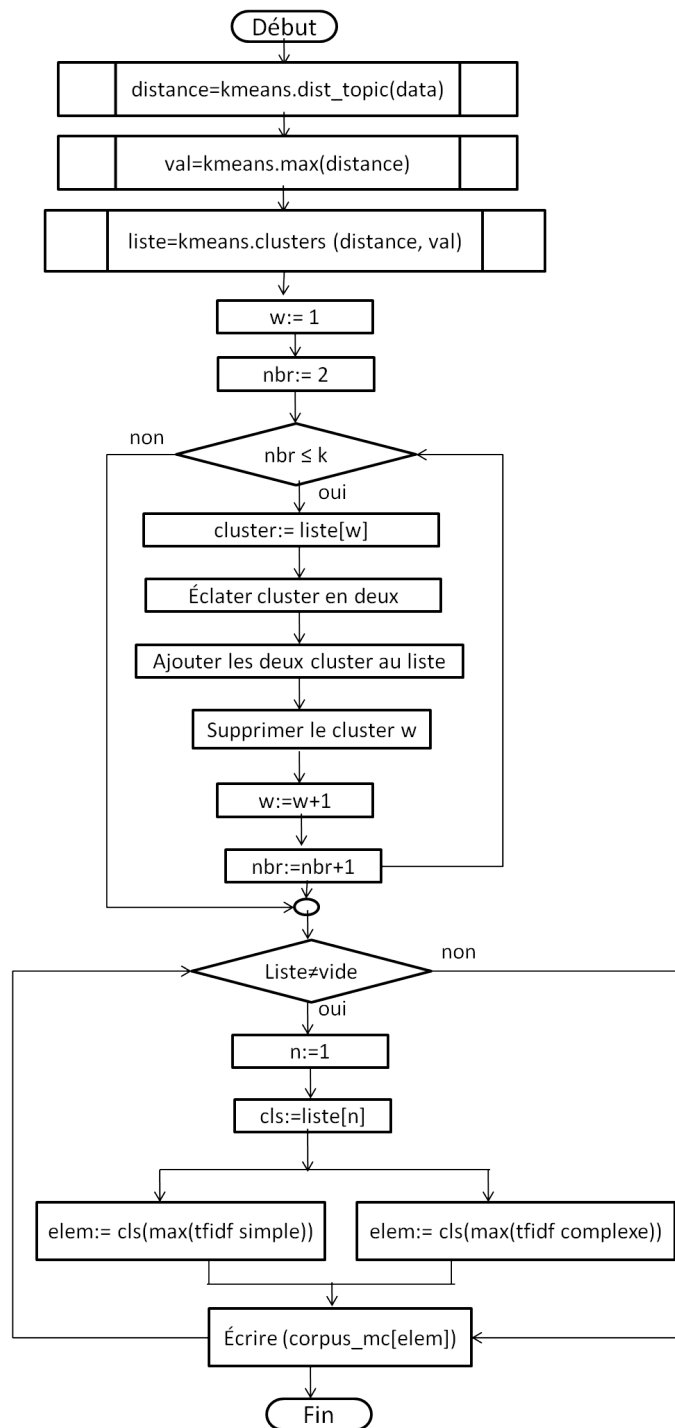 Début
distance=kmeans.dist_topic(data)
val=kmeans.max(distance)
liste=kmeans.clusters (distance, val)
w:= 1
nbr:= 2
non
nbr ≤ k
oui
cluster:= liste[w]
Éclater cluster en deux
Ajouter les deux cluster au liste
Supprimer le cluster w
w:=w+1
nbr:=nbr+1
Liste≠vide
non
oui
n:=1
cls:=liste[n]
elem:= cls(max(tfidf simple))
elem:= cls(max(tfidf complexe))
Écrire (corpus_mc[elem])
Fin